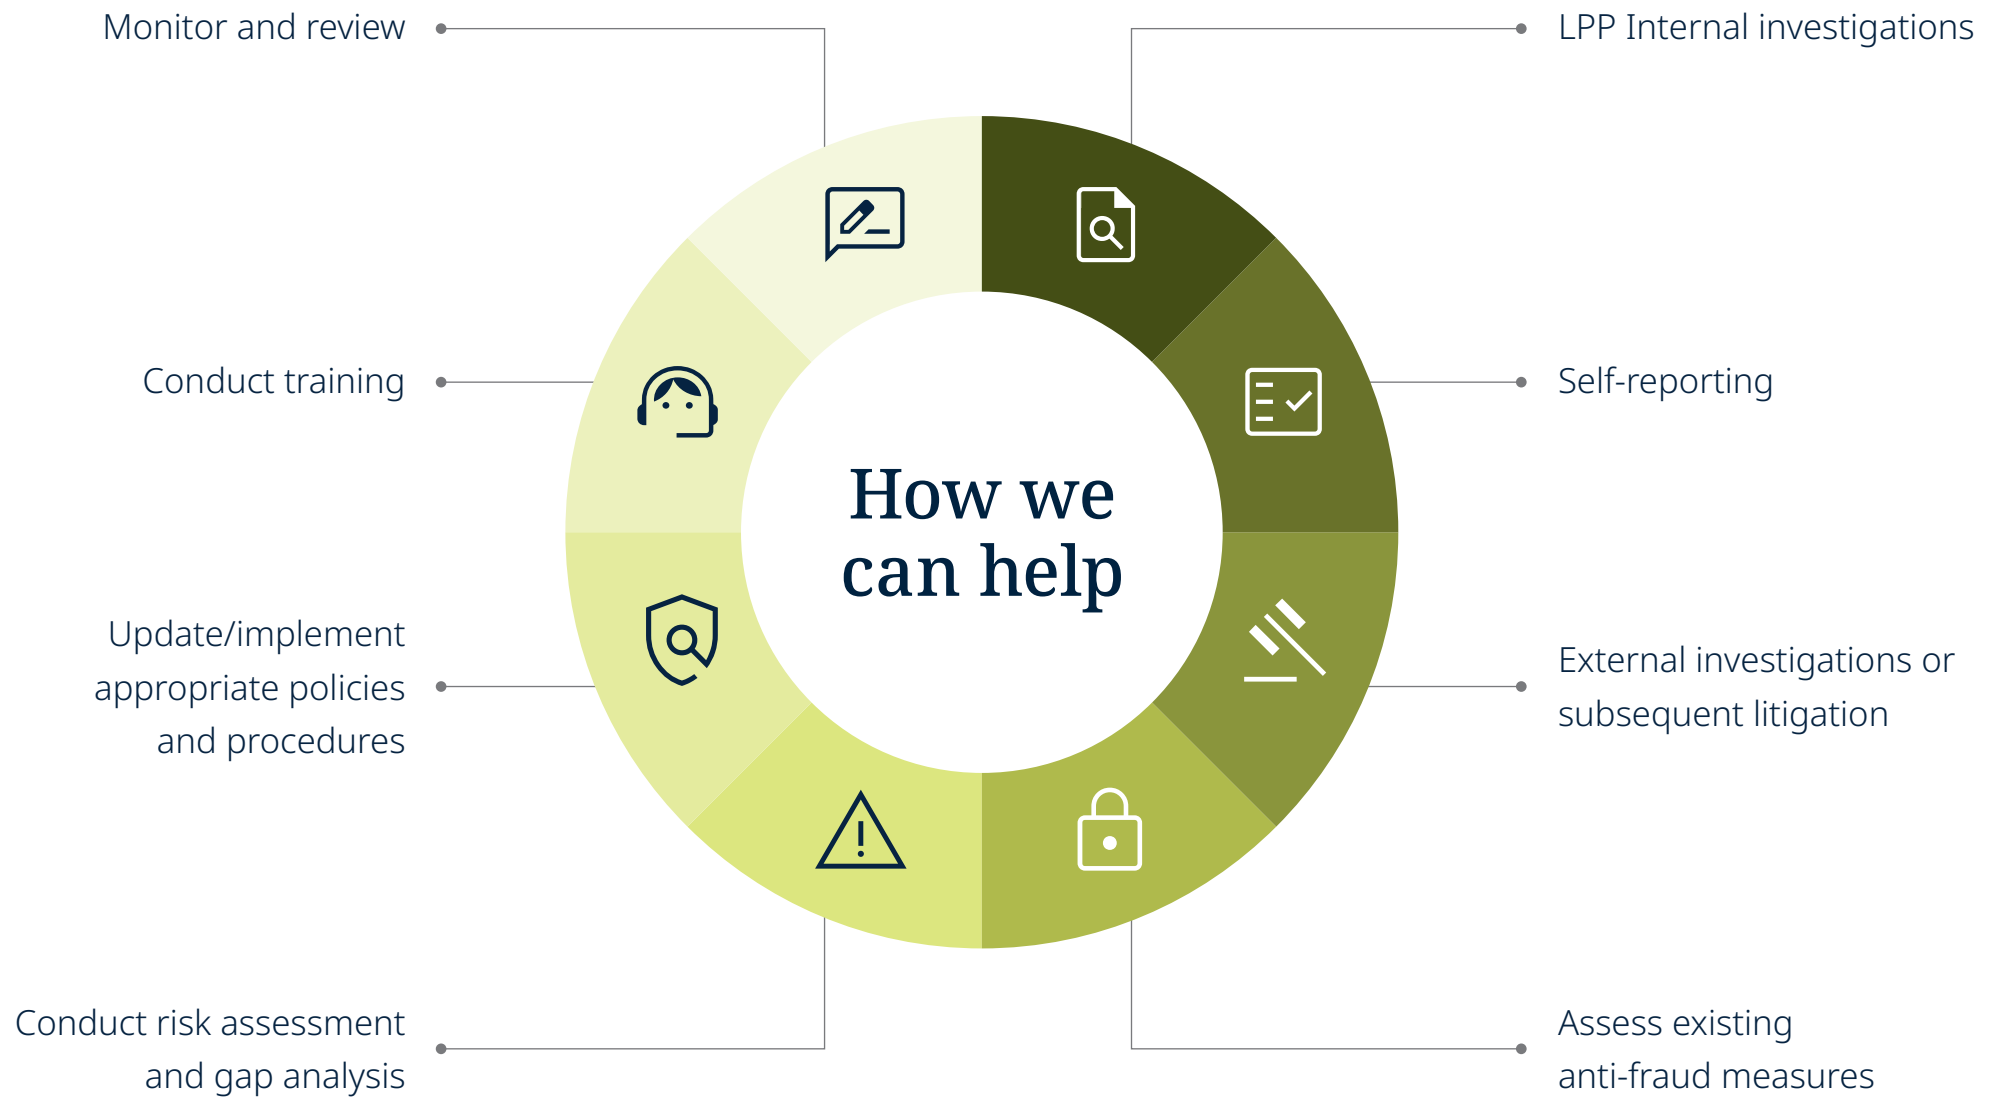 Monitor and review
LPP Internal investigations
Conduct training
Self-reporting
How we
can help
Update/implement
appropriate policies
and procedures
External investigations or
subsequent litigation
Conduct risk assessment
and gap analysis
Assess existing
anti-fraud measures